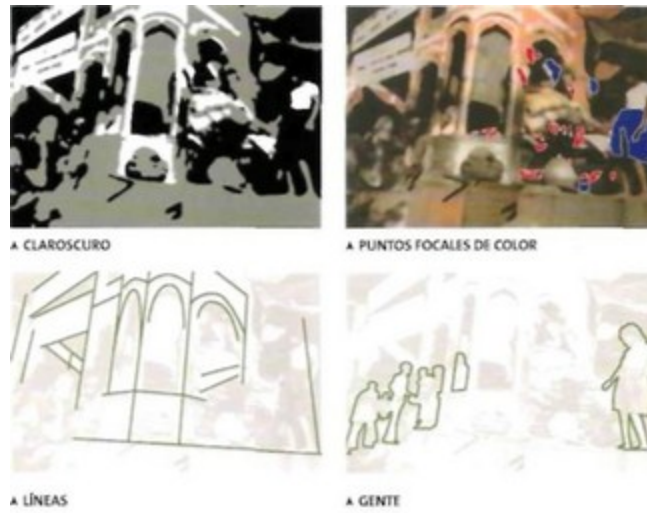 ▲ CLAROSCURO
▲ PUNTOS FOCALES DE COLOR
▲ LÍNEAS
▲ GENTE